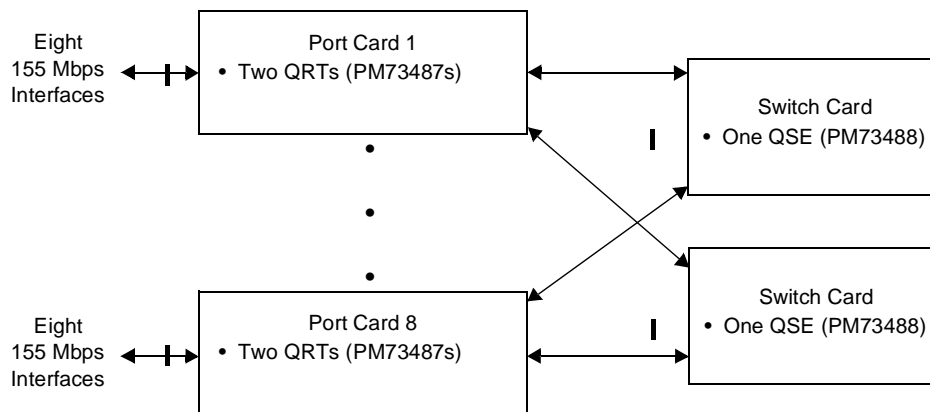 Eight
155 Mbps
Interfaces
Port Card 1
• Two QRTs (PM73487s)
Switch Card
• One QSE (PM73488)
Switch Card
• One QSE (PM73488)
Eight
155 Mbps
Interfaces
Port Card 8
• Two QRTs (PM73487s)